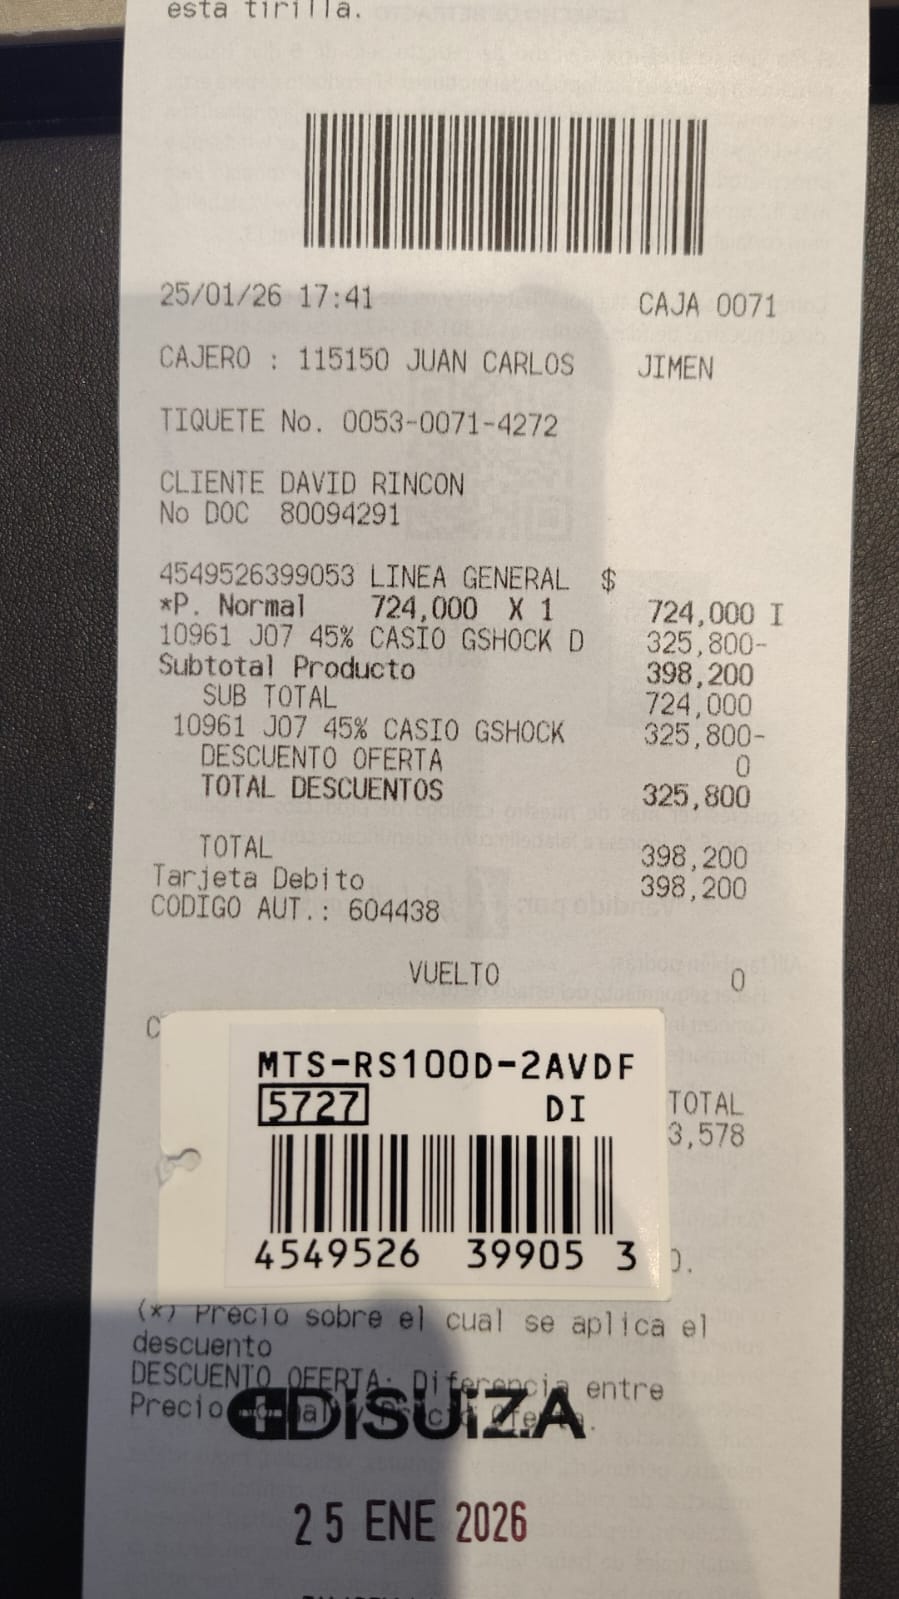 esta tirilla.
25/01/26 17:41 CAJA 0071
CAJERO : 115150 JUAN CARLOS JIMEN
TIQUETE No. 0053-0071-4272
CLIENTE DAVID RINCON
No DOC 80094291
4549526399053 LINEA GENERAL $
*P. Normal 724,000 X 1 724,000 I
10961 J07 45% CASIO GSHOCK D 325,800-
Subtotal Producto 398,200
SUB TOTAL 724,000
10961 J07 45% CASIO GSHOCK 325,800-
DESCUENTO OFERTA 0
TOTAL DESCUENTOS 325,800
TOTAL 398,200
Tarjeta Debito 398,200
CODIGO AUT.: 604438
VUELTO 0
C
MTS-RS100D-2AVDF
5727 DI
TOTAL
3,578
4549526 39905 3
(*) Precio sobre el cual se aplica el
descuento
DESCUENTO OFERTA: Diferencia entre
Precio Normal y Precio Oferta.
DISUIZA
25 ENE 2026